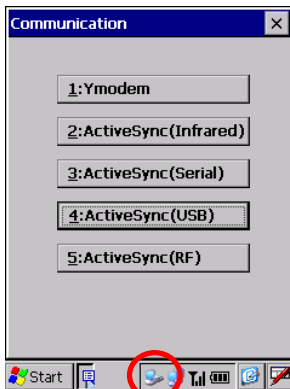 Communication
1:Ymodem
2:ActiveSync(Infrared)
3:ActiveSync(Serial)
4:ActiveSync(USB)
5:ActiveSync(RF)
Start